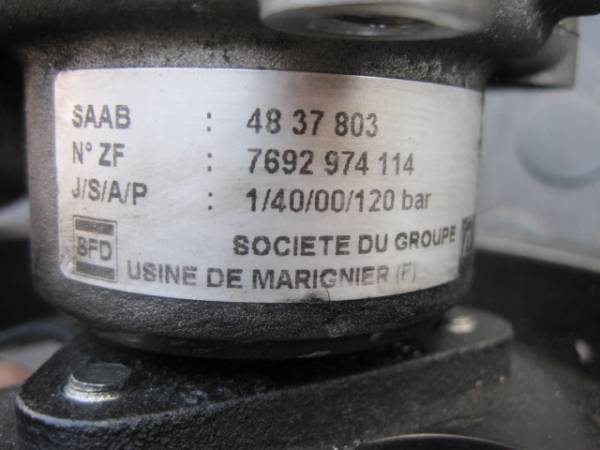 SAAB : 48 37 803
N° ZF : 7692 974 114
J/S/A/P : 1/40/00/120 bar
SFD SOCIETE DU GROUPE
USINE DE MARIGNIER (F)